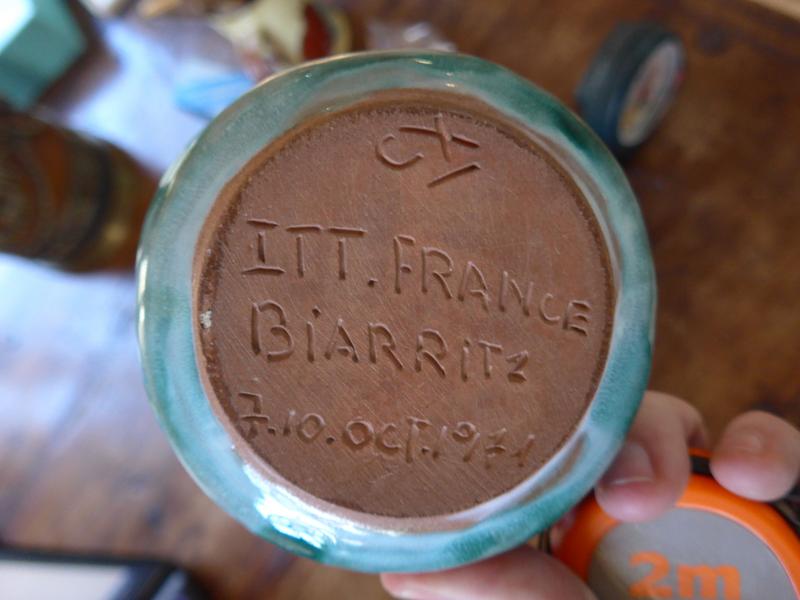 ITT. FRANCE
BiARRiTz
7.10.OCT.1971
2m